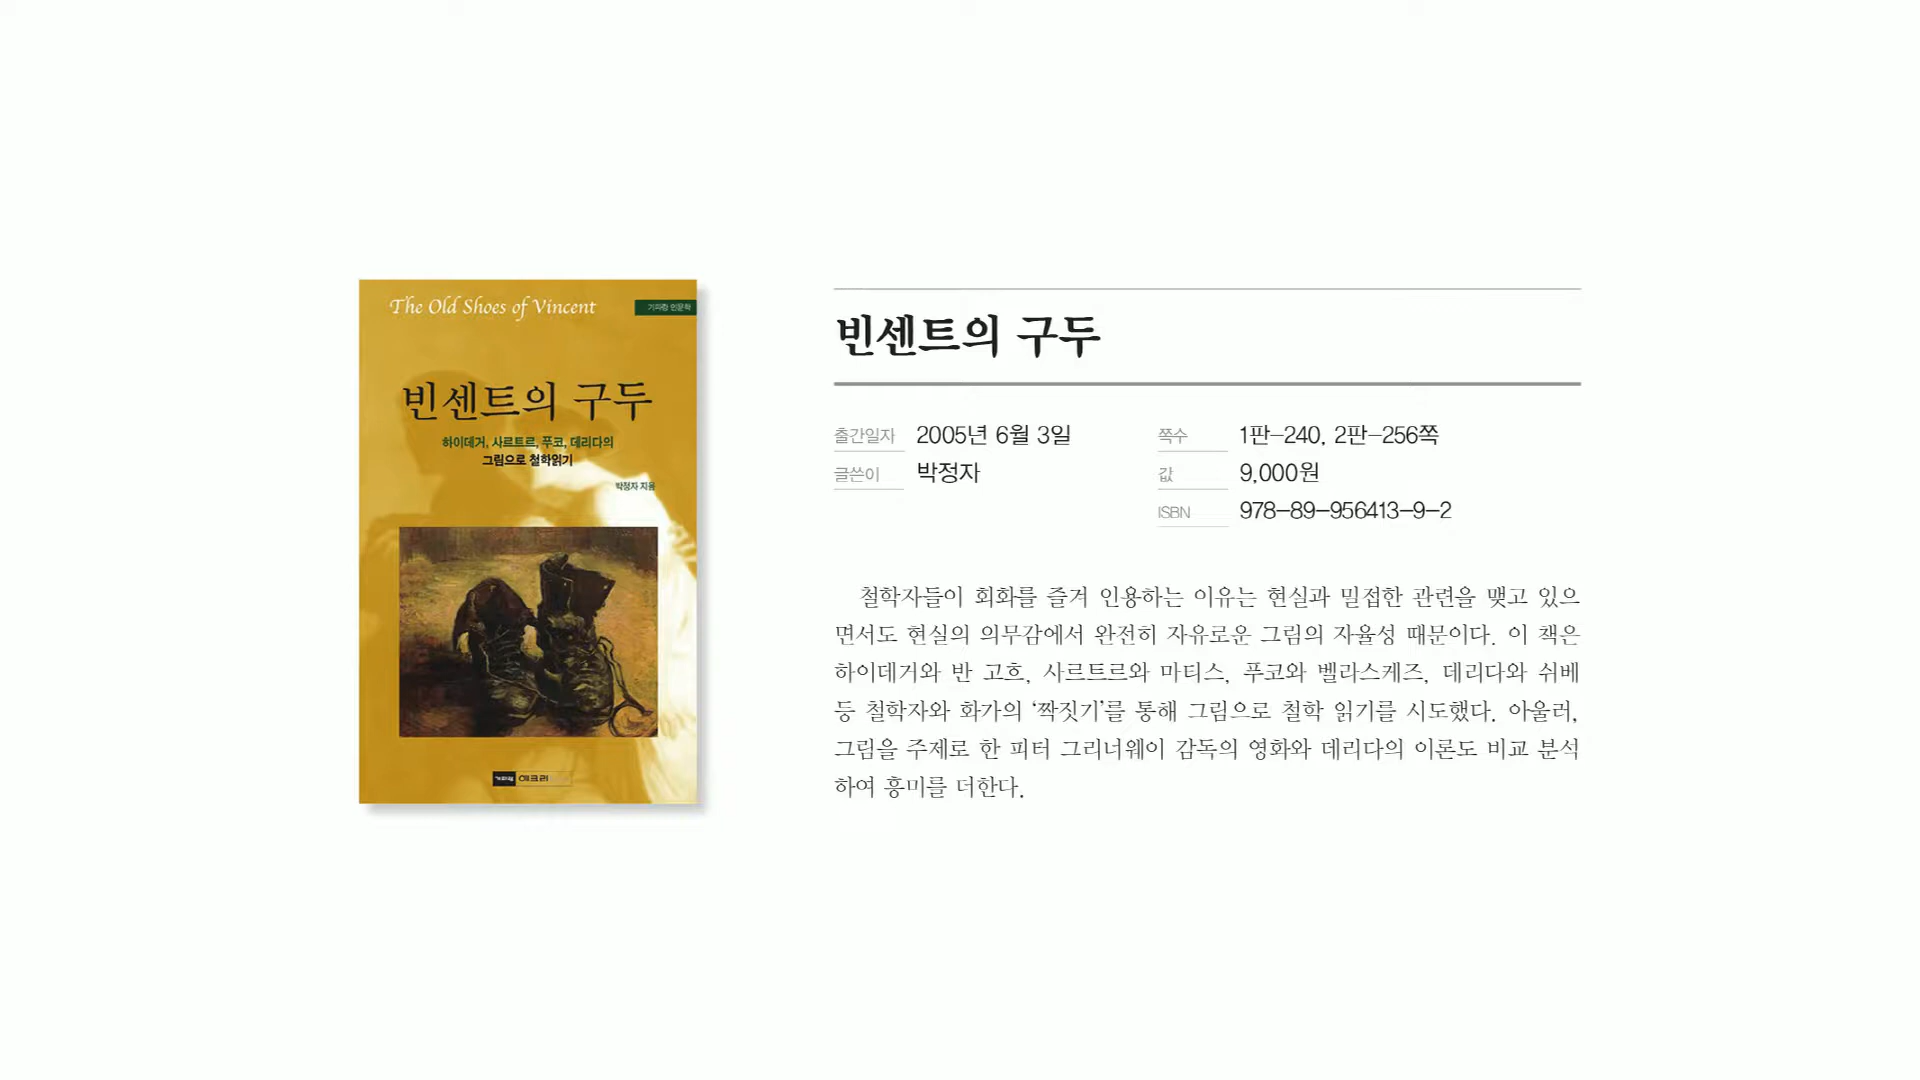 The Old Shoes of Vincent
기파랑 인문학
빈센트의 구두
하이데거, 사르트르, 푸코, 데리다의
그림으로 철학읽기
박정자 지음
기파랑 에크리
빈센트의 구두
출간일자 2005년 6월 3일
쪽수 1판-240, 2판-256쪽
글쓴이 박정자
값 9,000원
ISBN 978-89-956413-9-2
철학자들이 회화를 즐겨 인용하는 이유는 현실과 밀접한 관련을 맺고 있으
면서도 현실의 의무감에서 완전히 자유로운 그림의 자율성 때문이다. 이 책은
하이데거와 반 고흐, 사르트르와 마티스, 푸코와 벨라스케즈, 데리다와 쉬베
등 철학자와 화가의 ‘짝짓기’를 통해 그림으로 철학 읽기를 시도했다. 아울러,
그림을 주제로 한 피터 그리너웨이 감독의 영화와 데리다의 이론도 비교 분석
하여 흥미를 더한다.